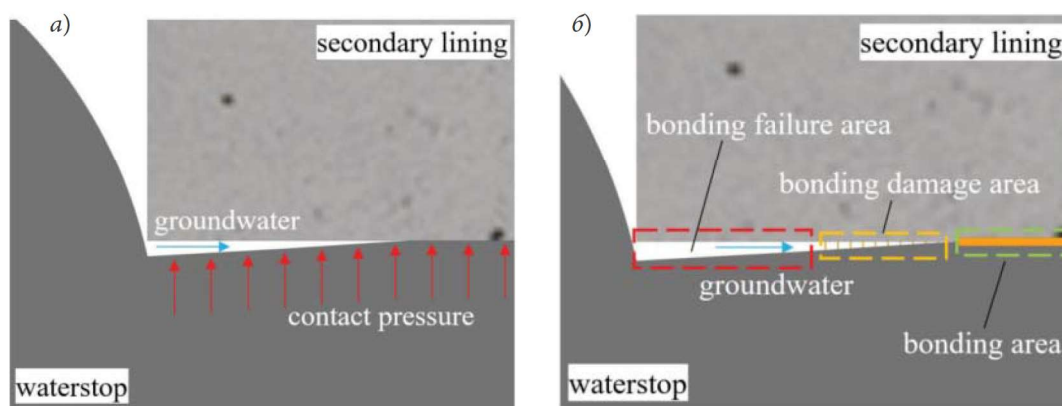 а)
secondary lining
groundwater
contact pressure
waterstop
б)
secondary lining
bonding failure area
bonding damage area
groundwater
bonding area
waterstop